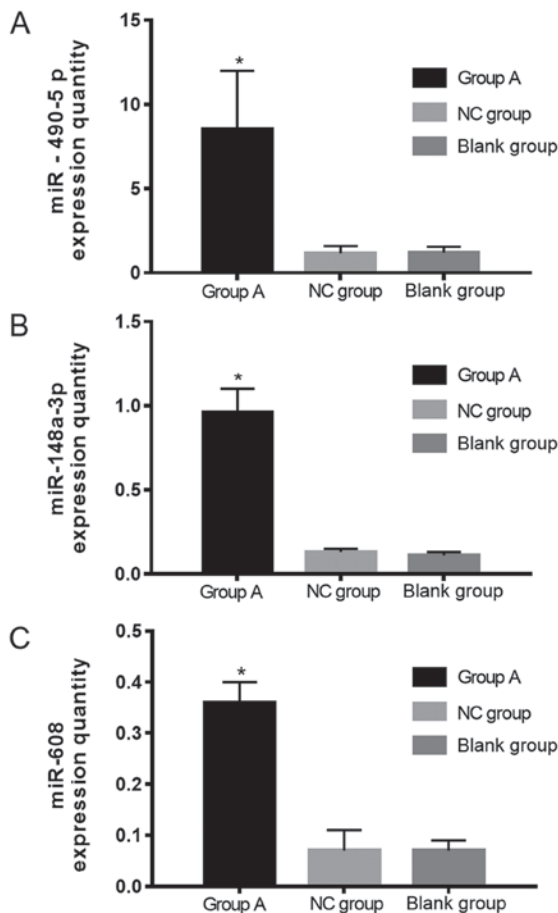 A
miR - 490-5 p
expression quantity
15
10
5
0
*
Group A
NC group
Blank group
Group A
NC group
Blank group
B
miR-148a-3p
expression quantity
1.5
1.0
0.5
0.0
*
Group A
NC group
Blank group
Group A
NC group
Blank group
C
miR-608
expression quantity
0.5
0.4
0.3
0.2
0.1
0.0
*
Group A
NC group
Blank group
Group A
NC group
Blank group